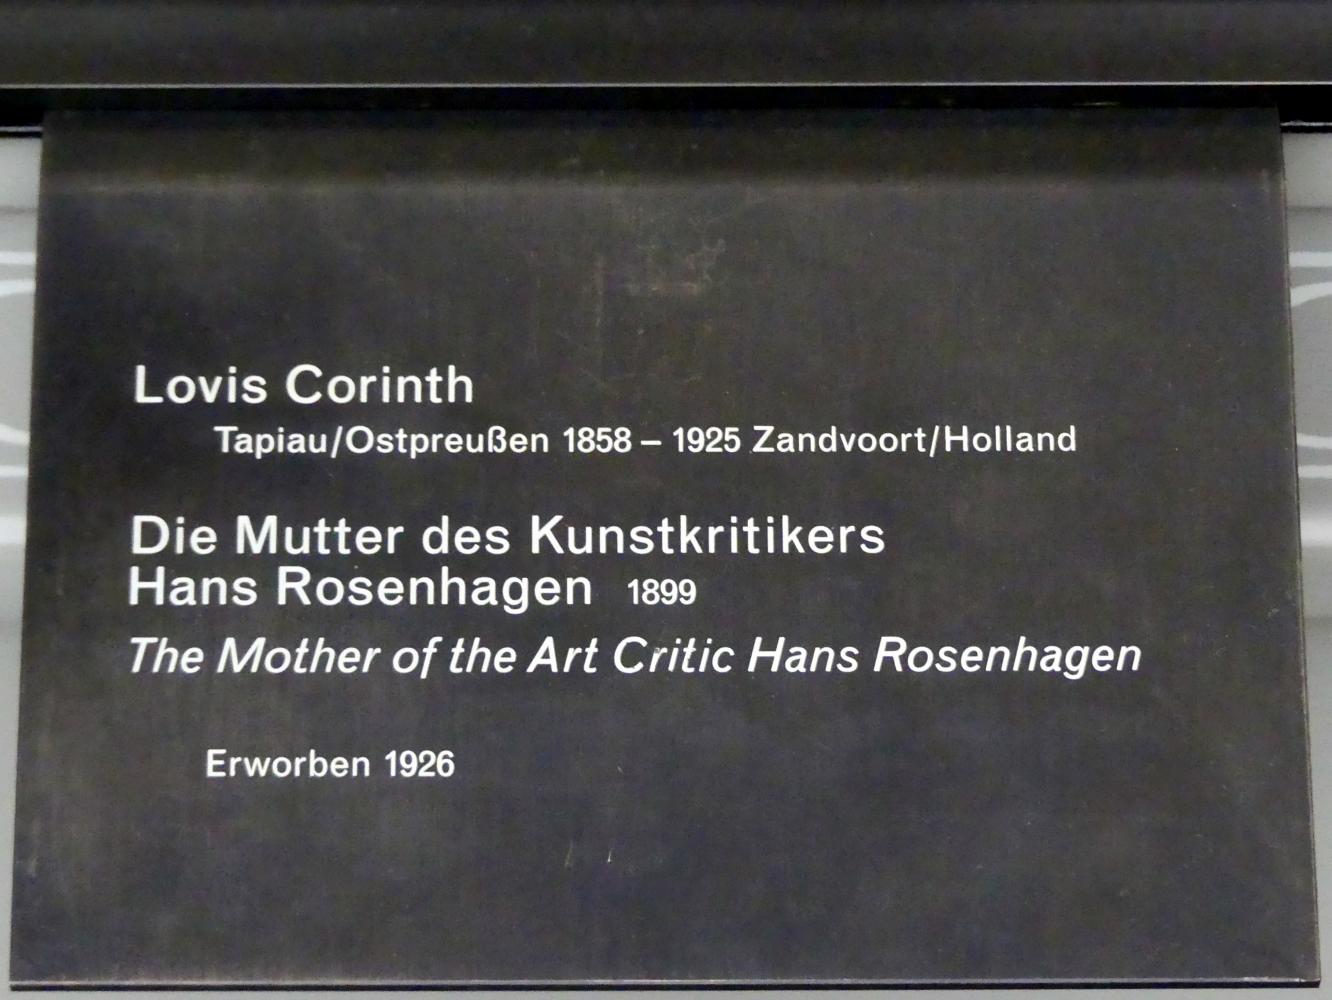 Lovis Corinth
Tapiau/Ostpreußen 1858 – 1925 Zandvoort/Holland
Die Mutter des Kunstkritikers
Hans Rosenhagen 1899
The Mother of the Art Critic Hans Rosenhagen
Erworben 1926